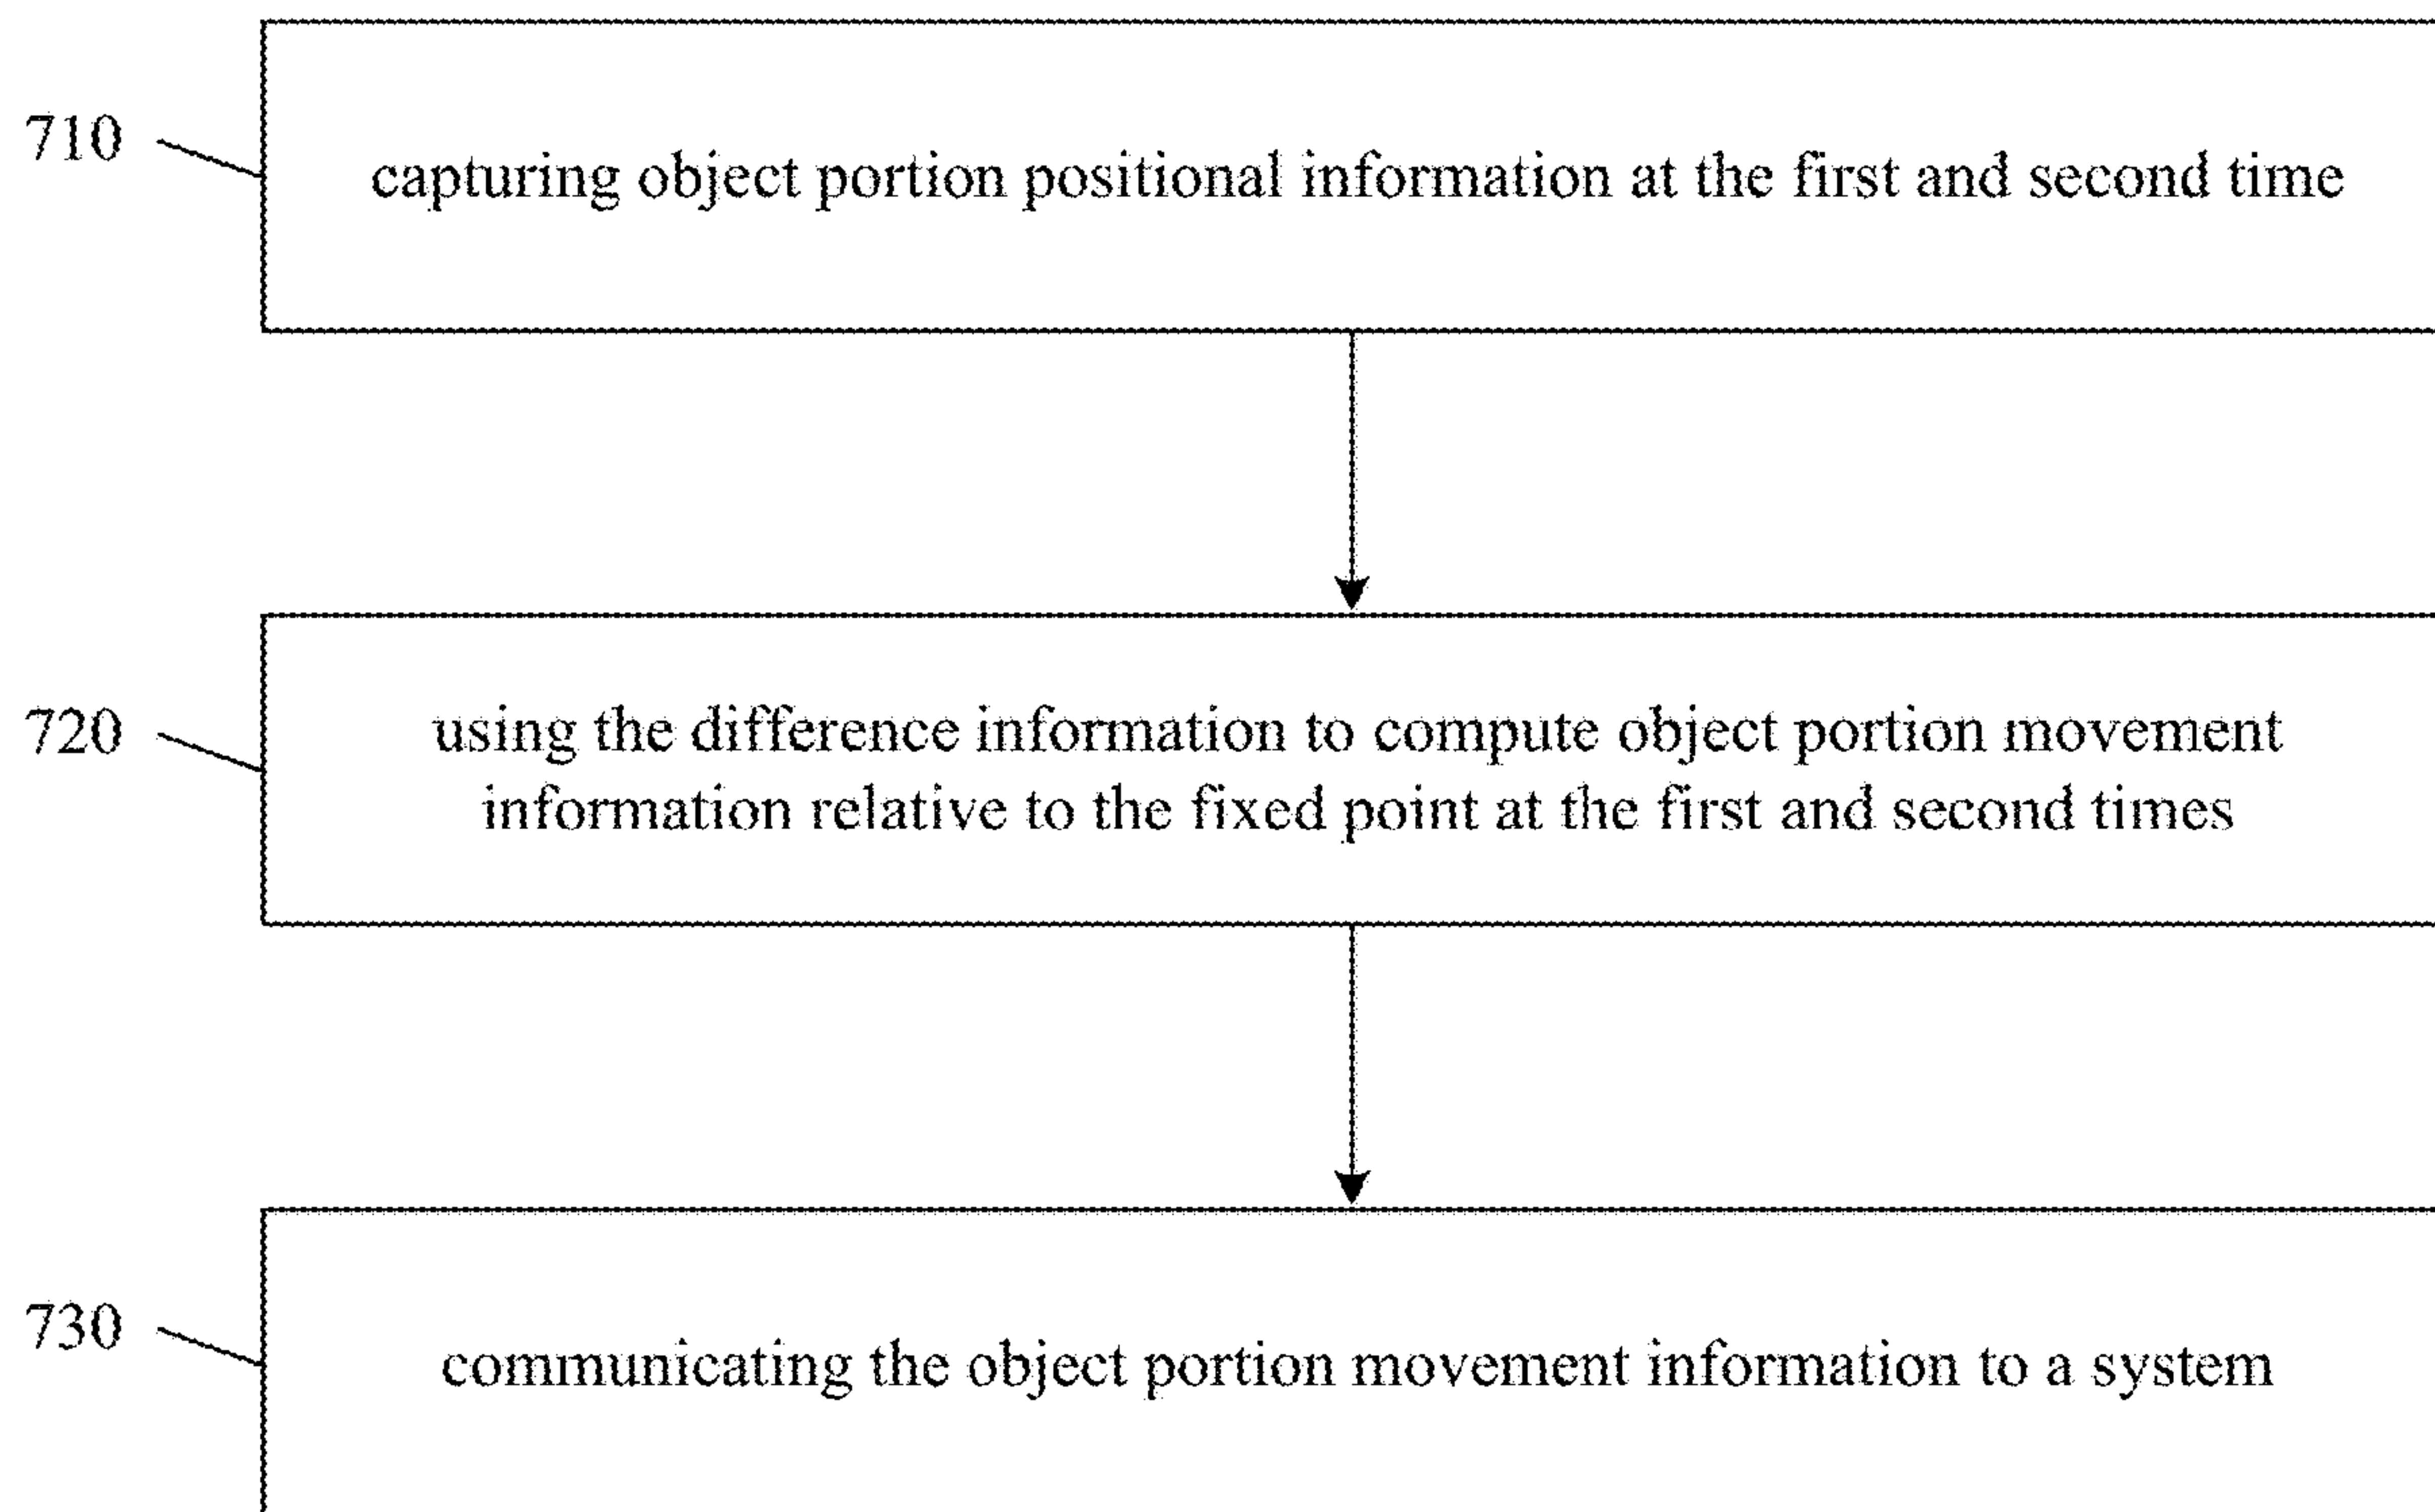 710
capturing object portion positional information at the first and second time
720
using the difference information to compute object portion movement
information relative to the fixed point at the first and second times
730
communicating the object portion movement information to a system